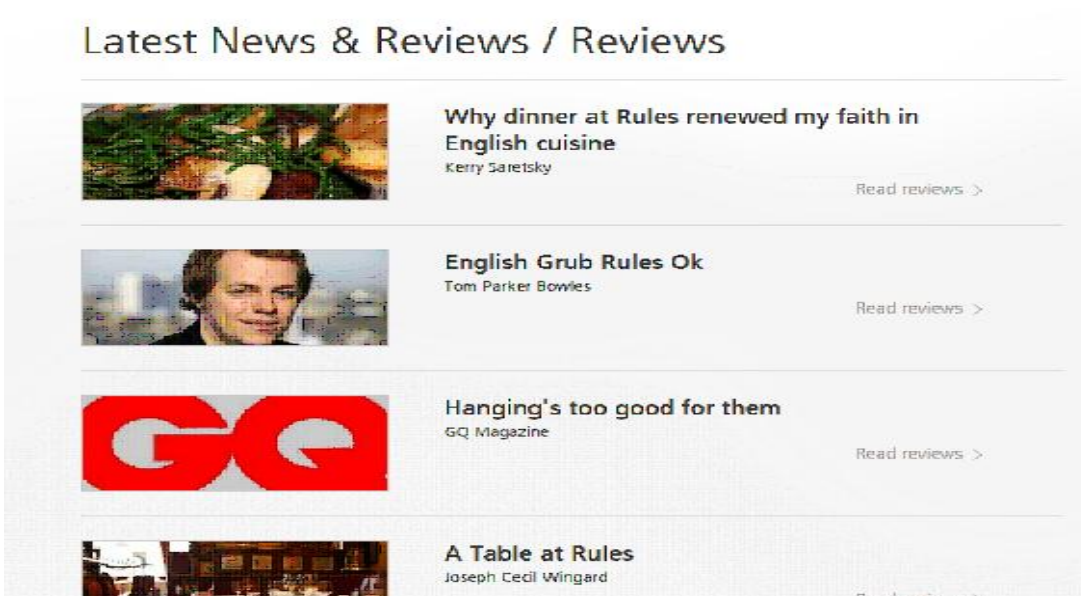 Latest News & Reviews / Reviews
Why dinner at Rules renewed my faith in
English cuisine
Kerry Saretsky
Read reviews >
English Grub Rules Ok
Tom Parker Bowles
Read reviews >
GQ
Hanging's too good for them
GQ Magazine
Read reviews >
A Table at Rules
Joseph Cecil Wingard